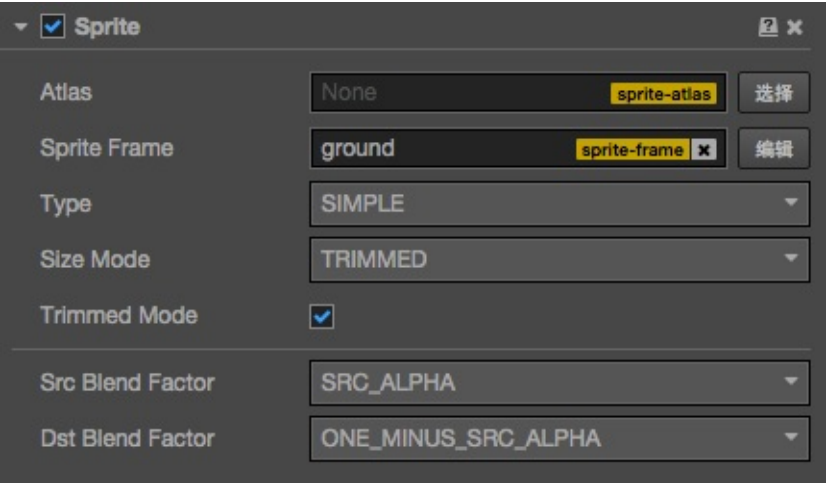 Sprite
Atlas None sprite-atlas 选择
Sprite Frame ground sprite-frame 编辑
Type SIMPLE
Size Mode TRIMMED
Trimmed Mode
Src Blend Factor SRC_ALPHA
Dst Blend Factor ONE_MINUS_SRC_ALPHA